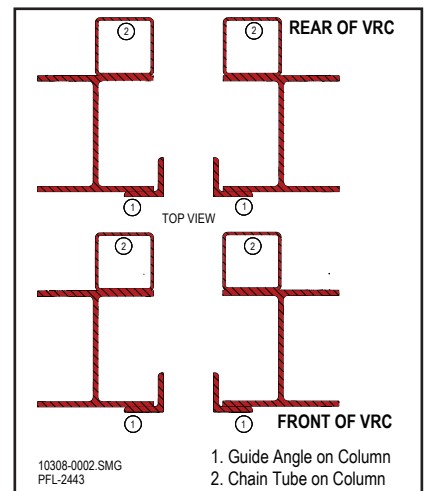 2 2 REAR OF VRC
1 1
TOP VIEW
2 2
1 1 FRONT OF VRC
10308-0002.SMG
PFL-2443
1. Guide Angle on Column
2. Chain Tube on Column